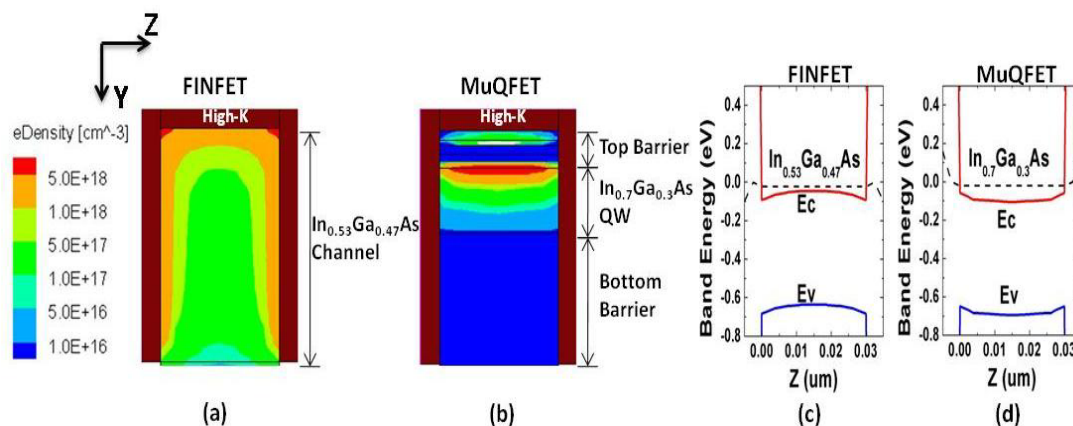 Z
Y
FINFET
High-K
eDensity [cm^-3]
5.0E+18
1.0E+18
5.0E+17
1.0E+17
5.0E+16
1.0E+16
In0.53Ga0.47As
Channel
(a)
MuQFET
High-K
Top Barrier
In0.7Ga0.3As
QW
Bottom
Barrier
(b)
FINFET
Band Energy (eV)
0.4
0.2
0.0
-0.2
-0.4
-0.6
-0.8
In0.53Ga0.47As
Ec
Ev
0.00 0.01 0.02 0.03
Z (um)
(c)
MuQFET
Band Energy (eV)
0.4
0.2
0.0
-0.2
-0.4
-0.6
-0.8
In0.7Ga0.3As
Ec
Ev
0.00 0.01 0.02 0.03
Z (um)
(d)